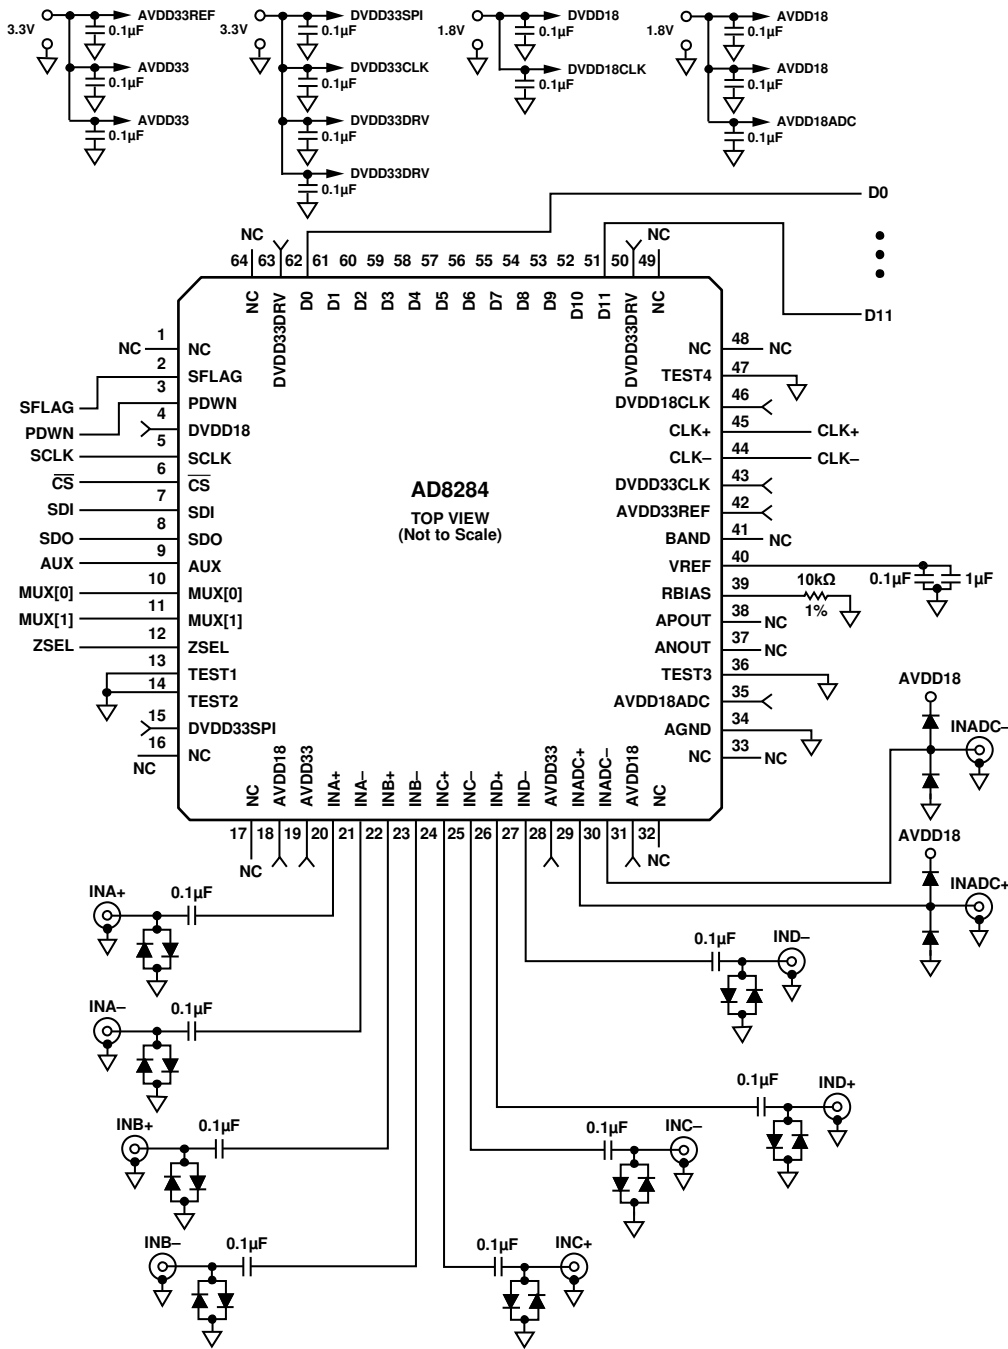 3.3V
AVDD33REF
0.1µF
AVDD33
0.1µF
AVDD33
0.1µF
3.3V
DVDD33SPI
0.1µF
DVDD33CLK
0.1µF
DVDD33DRV
0.1µF
DVDD33DRV
0.1µF
1.8V
DVDD18
0.1µF
DVDD18CLK
0.1µF
1.8V
AVDD18
0.1µF
AVDD18
0.1µF
AVDD18ADC
0.1µF
D0
D11
NC
NC
64 63 62 61 60 59 58 57 56 55 54 53 52 51 50 49
NC
DVDD33DRV
D0
D1
D2
D3
D4
D5
D6
D7
D8
D9
D10
D11
DVDD33DRV
NC
NC 1 NC
SFLAG 2 SFLAG
PDWN 3 PDWN
4 DVDD18
SCLK 5 SCLK
CS 6 CS
SDI 7 SDI
SDO 8 SDO
AUX 9 AUX
MUX[0] 10 MUX[0]
MUX[1] 11 MUX[1]
ZSEL 12 ZSEL
13 TEST1
14 TEST2
15 DVDD33SPI
NC 16 NC
AD8284
TOP VIEW
(Not to Scale)
NC 48 NC
TEST4 47
DVDD18CLK 46
CLK+ 45 CLK+
CLK– 44 CLK–
DVDD33CLK 43
AVDD33REF 42
BAND 41 NC
VREF 40 0.1µF 1µF
RBIAS 39 10kΩ
1%
APOUT 38 NC
ANOUT 37 NC
TEST3 36
AVDD18ADC 35
AGND 34
NC 33 NC
NC
AVDD18
AVDD33
INA+
INA–
INB+
INB–
INC+
INC–
IND+
IND–
AVDD33
INADC+
INADC–
AVDD18
NC
17 18 19 20 21 22 23 24 25 26 27 28 29 30 31 32
NC
NC
AVDD18
INADC–
AVDD18
INADC+
INA+
0.1µF
0.1µF
IND–
INA–
0.1µF
0.1µF
IND+
INB+
0.1µF
0.1µF
INC–
INB–
0.1µF
0.1µF
INC+